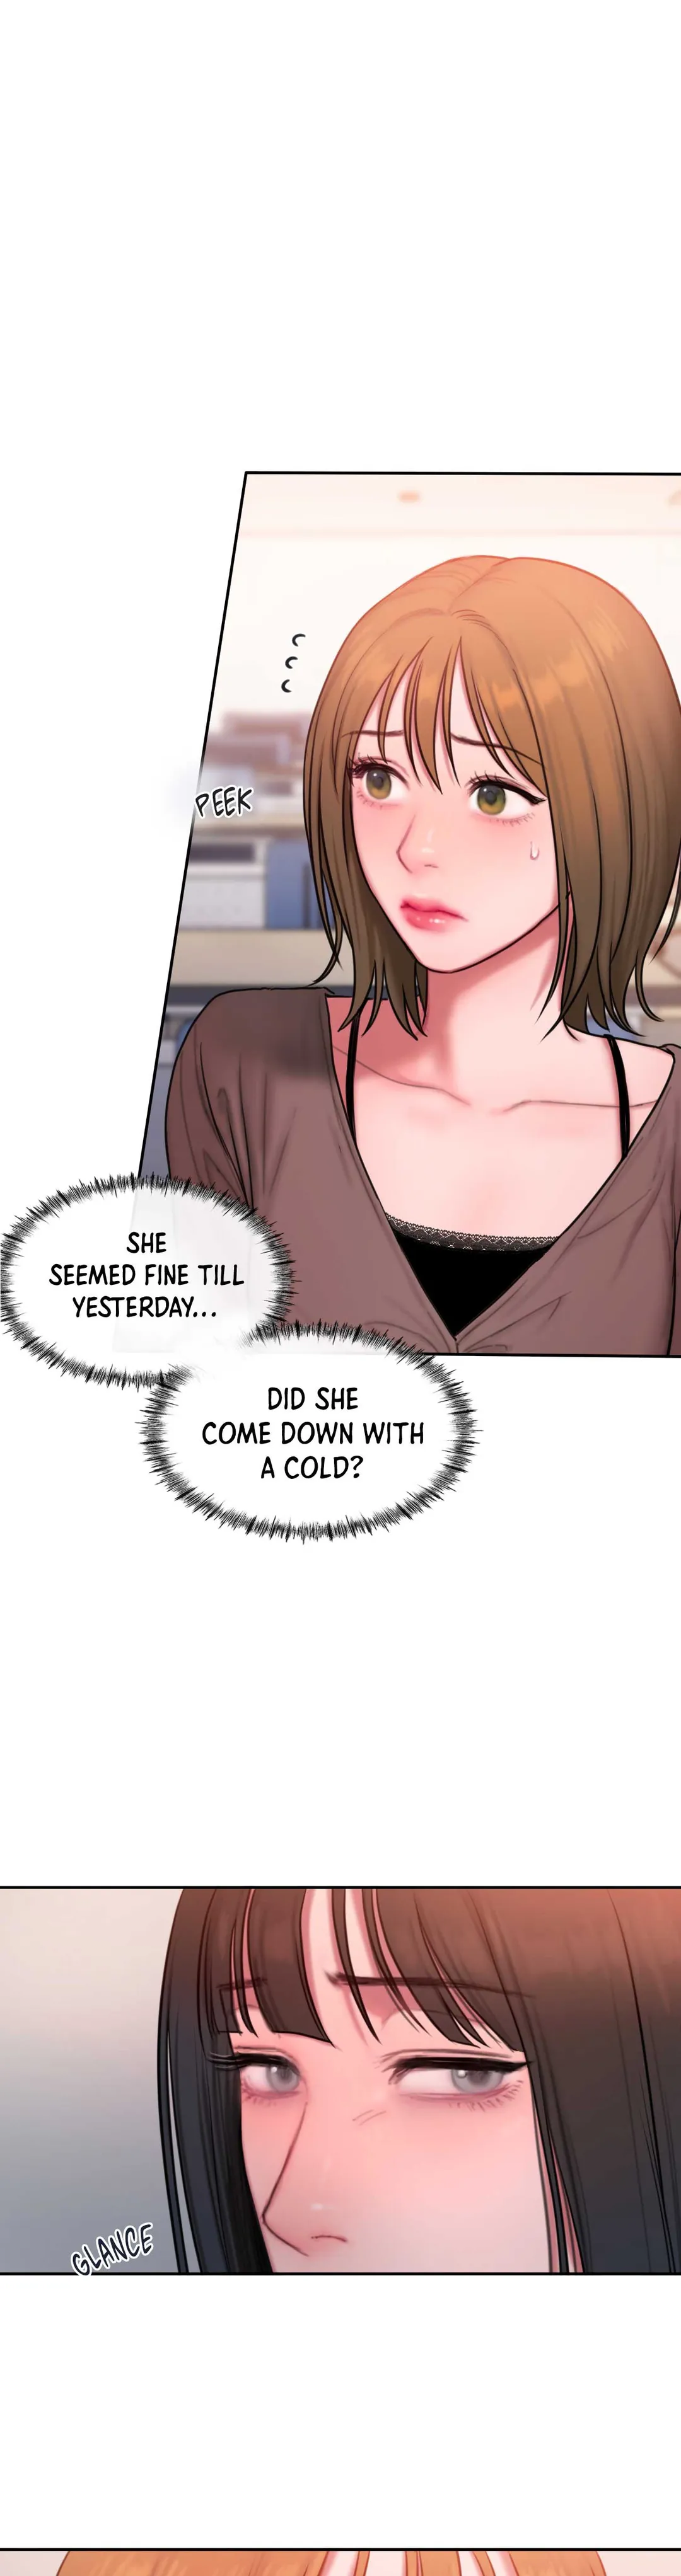 PEEK
SHE
SEEMED FINE TILL
YESTERDAY...
DID SHE
COME DOWN WITH
A COLD?
GLANCE